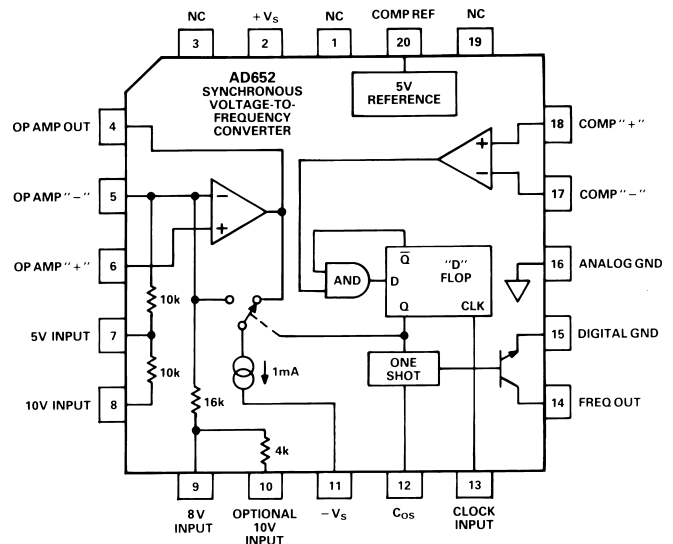 NC
+VS
NC
COMP REF
NC
3
2
1
20
19
AD652
SYNCHRONOUS
VOLTAGE-TO-
FREQUENCY
CONVERTER
5V
REFERENCE
OP AMP OUT
4
18
COMP "+"
+
–
OP AMP "–"
5
17
COMP "–"
–
+
OP AMP "+"
6
16
ANALOG GND
Q
"D"
FLOP
AND
D
Q
CLK
10k
5V INPUT
7
15
DIGITAL GND
10k
1mA
ONE
SHOT
10V INPUT
8
16k
14
FREQ OUT
4k
9
10
11
12
13
8V
INPUT
OPTIONAL
10V
INPUT
–VS
COS
CLOCK
INPUT